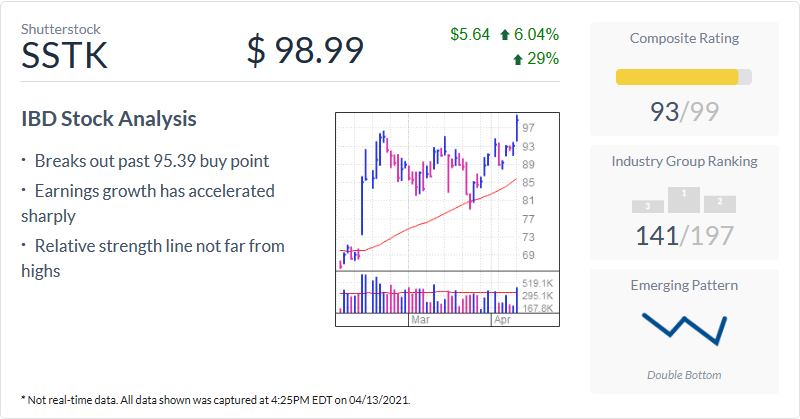 Shutterstock
SSTK
$ 98.99
$5.64 6.04%
29%
IBD Stock Analysis
· Breaks out past 95.39 buy point
· Earnings growth has accelerated
sharply
· Relative strength line not far from
highs
97
93
89
85
81
77
73
69
519.1K
295.1K
167.8K
Mar
Apr
Composite Rating
93/99
Industry Group Ranking
3 1 2
141/197
Emerging Pattern
Double Bottom
* Not real-time data. All data shown was captured at 4:25PM EDT on 04/13/2021.